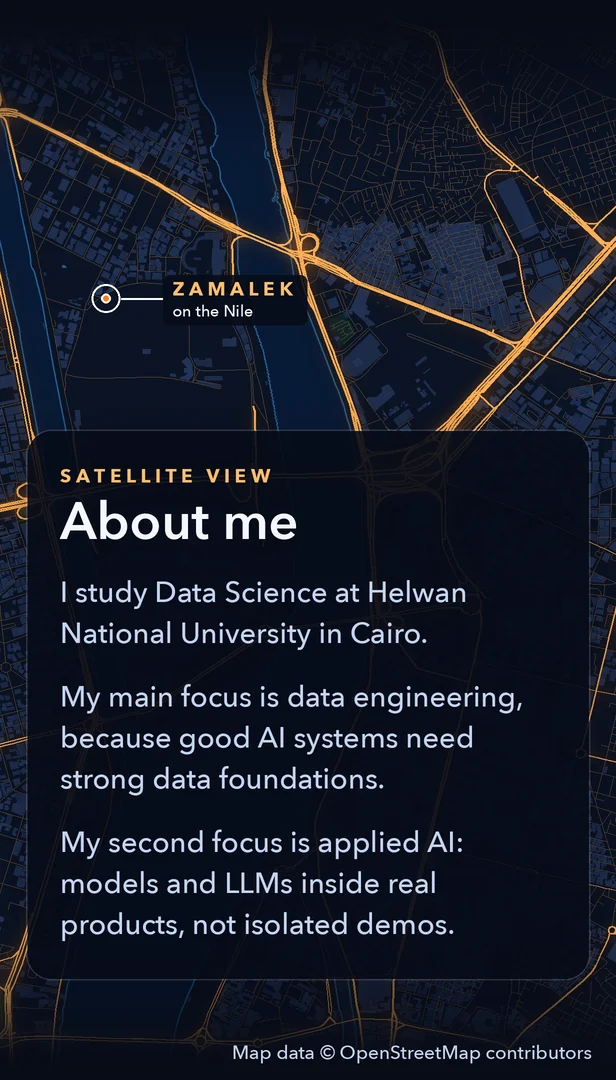 ZAMALEK
on the Nile
SATELLITE VIEW
About me
I study Data Science at Helwan
National University in Cairo.
My main focus is data engineering,
because good AI systems need
strong data foundations.
My second focus is applied AI:
models and LLMs inside real
products, not isolated demos.
Map data © OpenStreetMap contributors